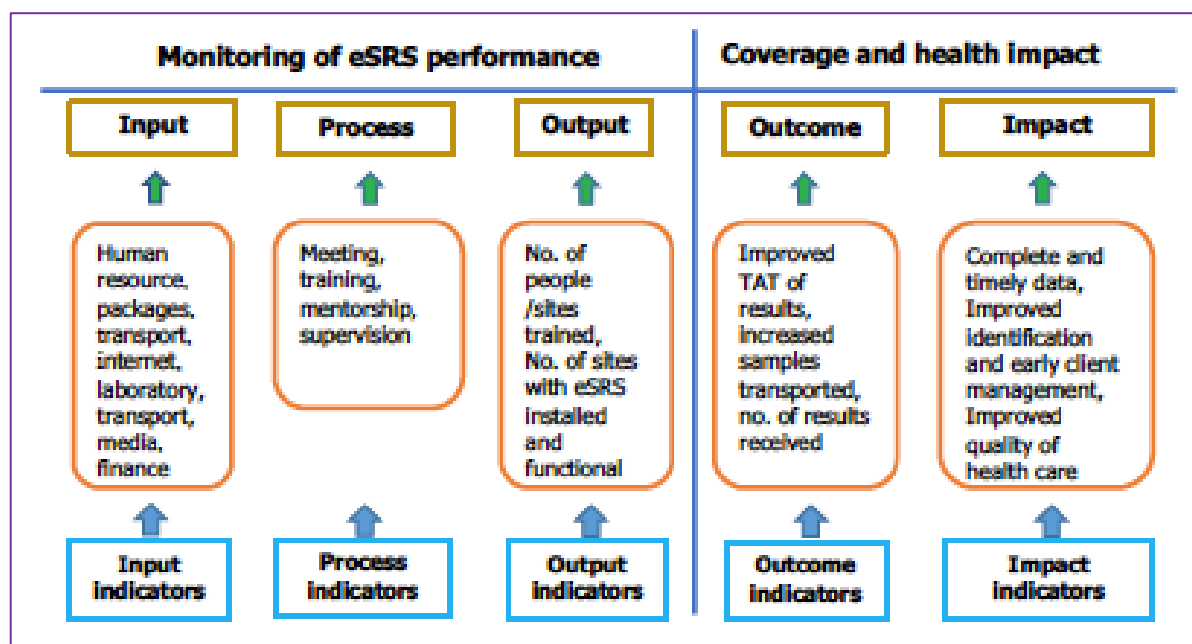 Monitoring of eSRS performance
Coverage and health impact
Input
Process
Output
Outcome
Impact
Human
resource,
packages,
transport,
internet,
laboratory,
transport,
media,
finance
Meeting,
training,
mentorship,
supervision
No. of
people
/sites
trained,
No. of sites
with eSRS
installed
and
functional
Improved
TAT of
results,
increased
samples
transported,
no. of results
received
Complete and
timely data,
Improved
identification
and early client
management,
Improved
quality of
health care
Input
indicators
Process
indicators
Output
indicators
Outcome
indicators
Impact
indicators